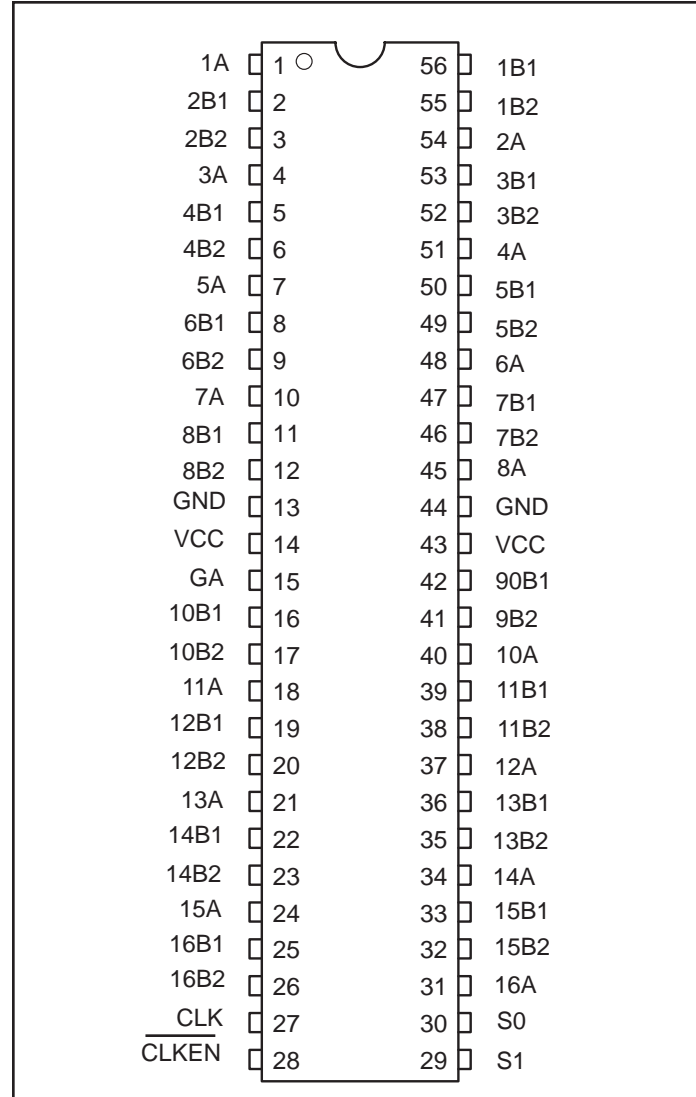 1A 1 56 1B1
2B1 2 55 1B2
2B2 3 54 2A
3A 4 53 3B1
4B1 5 52 3B2
4B2 6 51 4A
5A 7 50 5B1
6B1 8 49 5B2
6B2 9 48 6A
7A 10 47 7B1
8B1 11 46 7B2
8B2 12 45 8A
GND 13 44 GND
VCC 14 43 VCC
GA 15 42 90B1
10B1 16 41 9B2
10B2 17 40 10A
11A 18 39 11B1
12B1 19 38 11B2
12B2 20 37 12A
13A 21 36 13B1
14B1 22 35 13B2
14B2 23 34 14A
15A 24 33 15B1
16B1 25 32 15B2
16B2 26 31 16A
CLK 27 30 S0
CLKEN 28 29 S1